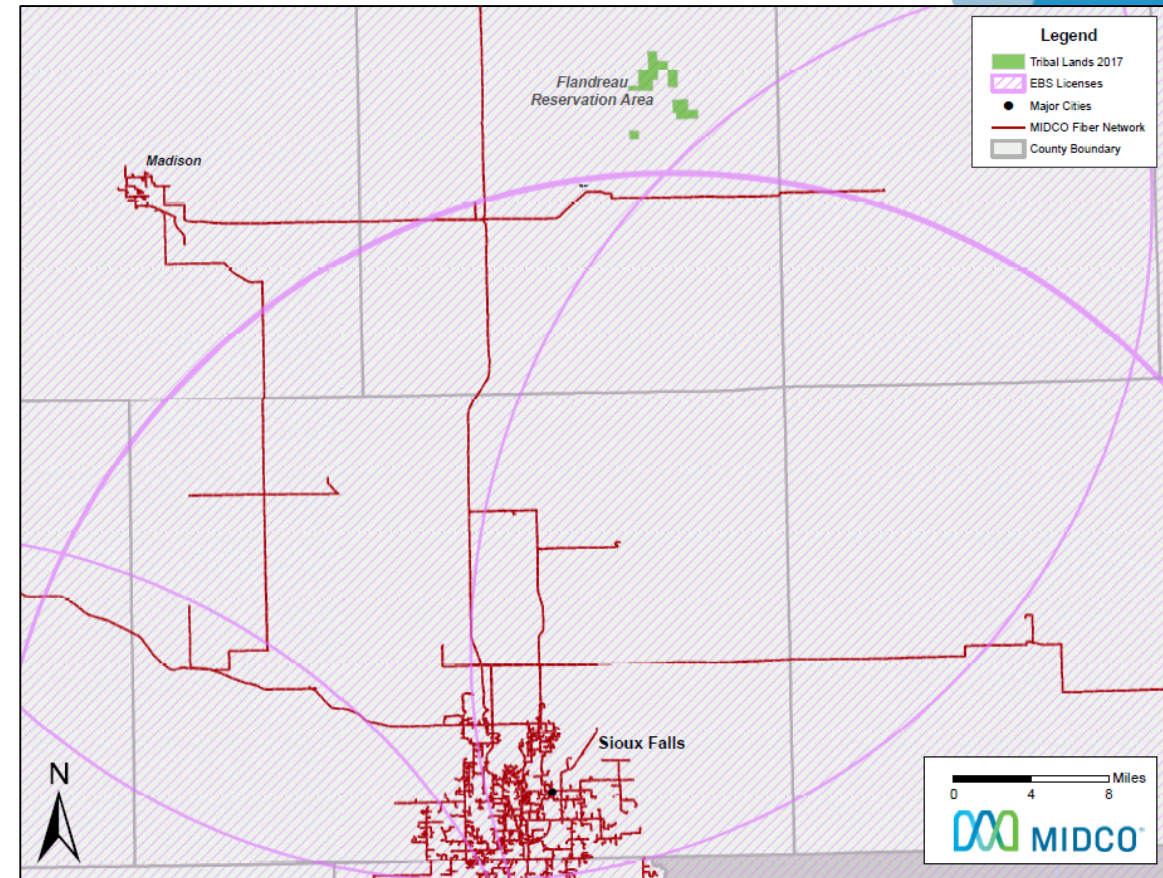 Legend
Tribal Lands 2017
EBS Licenses
Major Cities
MIDCO Fiber Network
County Boundary
Flandreau
Reservation Area
Madison
Sioux Falls
N
Miles
0 4 8
MIDCO